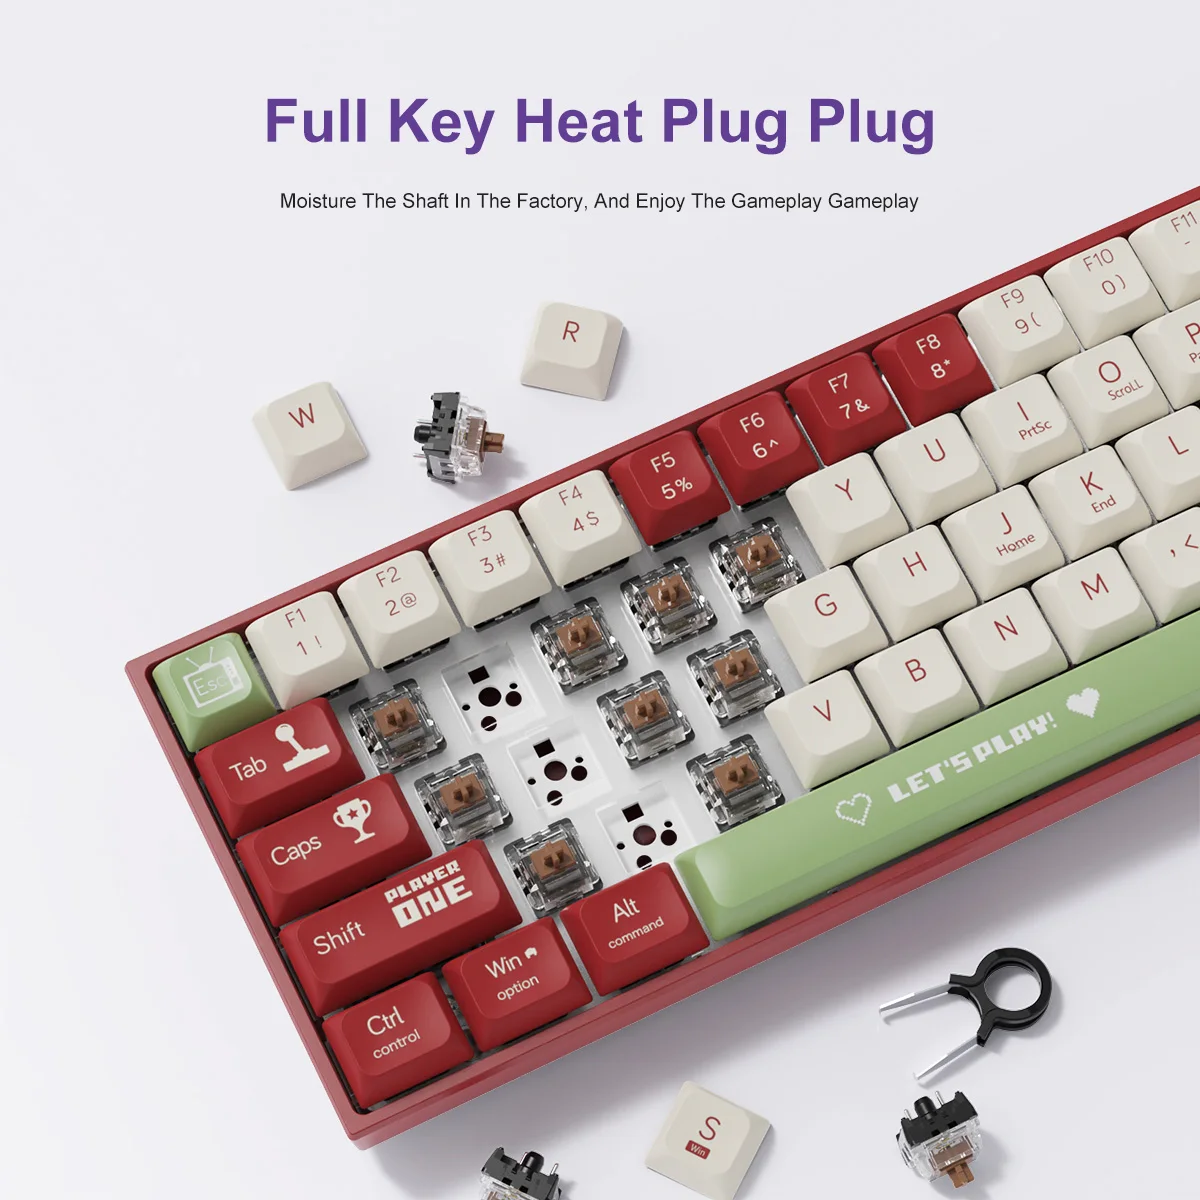 Full Key Heat Plug Plug
Moisture The Shaft In The Factory, And Enjoy The Gameplay Gameplay
R
W
F11
-
F10
0)
F9
9(
F8
8*
F7
7&
F6
6^
F5
5%
F4
4$
F3
3#
F2
2@
F1
1!
Esc
P
O
ScroLL
I
PrtSc
U
Y
Tab
L
K
End
J
Home
H
G
Caps
, <
M
N
B
V
Shift
PLAYER
ONE
LET'S PLAY!
Alt
command
Win
option
Ctrl
control
S
Win